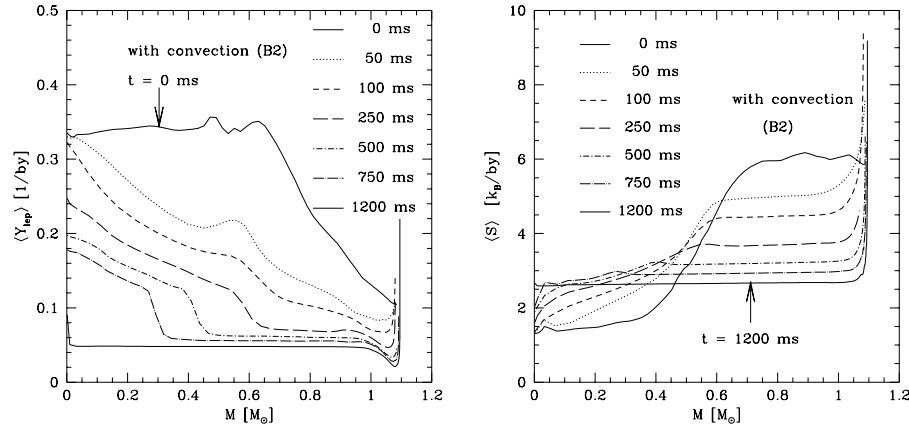 0.5
0.4
0.3
0.2
0.1
0
⟨Y_lep⟩ [1/by]
with convection (B2)
t = 0 ms
0 ms
50 ms
100 ms
250 ms
500 ms
750 ms
1200 ms
0 0.2 0.4 0.6 0.8 1.0 1.2
M [M☉]
10
8
6
4
2
0
⟨S⟩ [k_B/by]
0 ms
50 ms
100 ms
250 ms
500 ms
750 ms
1200 ms
with convection
(B2)
t = 1200 ms
0 0.2 0.4 0.6 0.8 1.0 1.2
M [M☉]